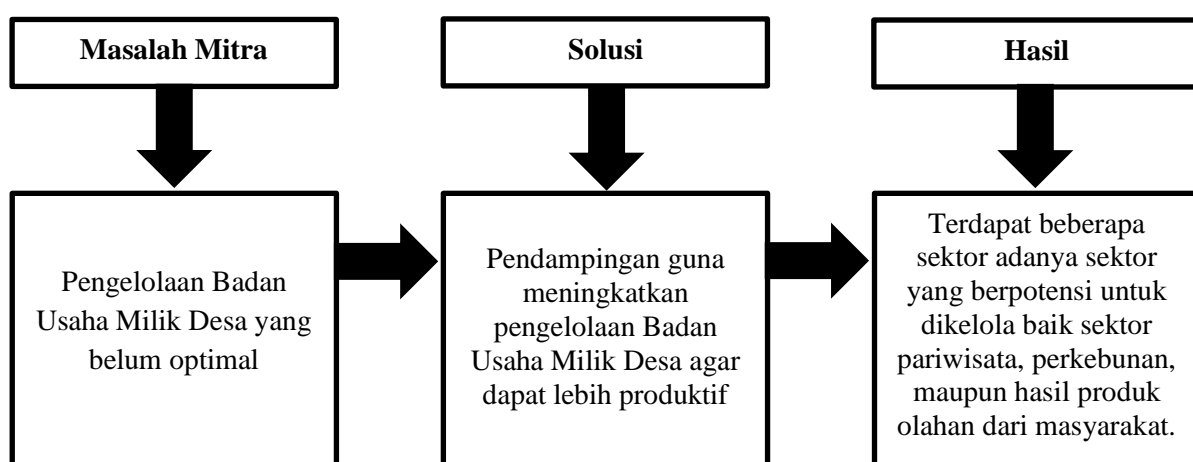 Masalah Mitra
Solusi
Hasil
Pengelolaan Badan
Usaha Milik Desa yang
belum optimal
Pendampingan guna
meningkatkan
pengelolaan Badan
Usaha Milik Desa agar
dapat lebih produktif
Terdapat beberapa
sektor adanya sektor
yang berpotensi untuk
dikelola baik sektor
pariwisata, perkebunan,
maupun hasil produk
olahan dari masyarakat.